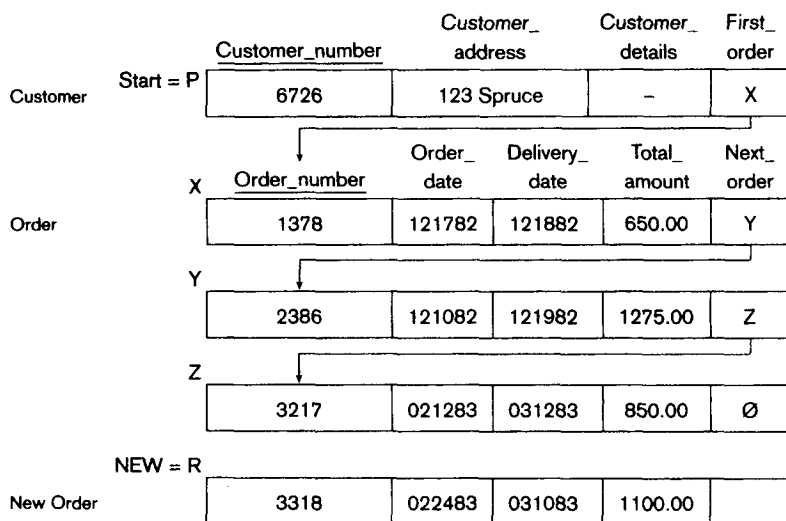 Customer_ Customer_ First_
Customer_number address details order
Start = P
Customer 6726 123 Spruce – X
Order_ Delivery_ Total_ Next_
X Order_number date date amount order
Order 1378 121782 121882 650.00 Y
Y
2386 121082 121982 1275.00 Z
Z
3217 021283 031283 850.00 Ø
NEW = R
New Order 3318 022483 031083 1100.00